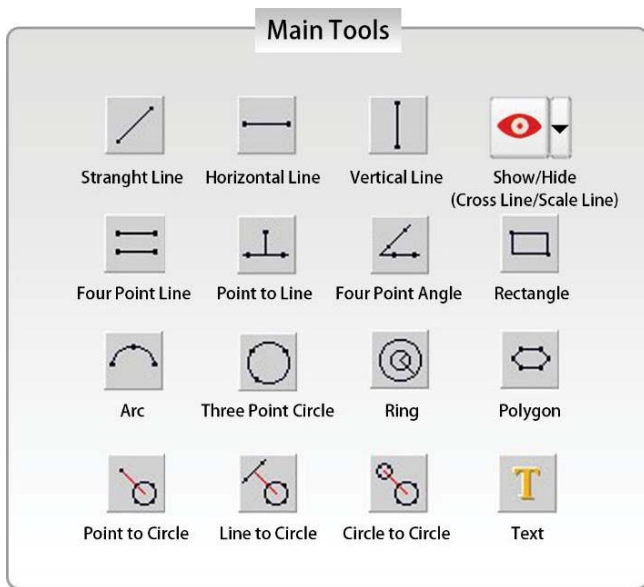 Main Tools
Stranght Line
Horizontal Line
Vertical Line
Show/Hide
(Cross Line/Scale Line)
Four Point Line
Point to Line
Four Point Angle
Rectangle
Arc
Three Point Circle
Ring
Polygon
Point to Circle
Line to Circle
Circle to Circle
T
Text